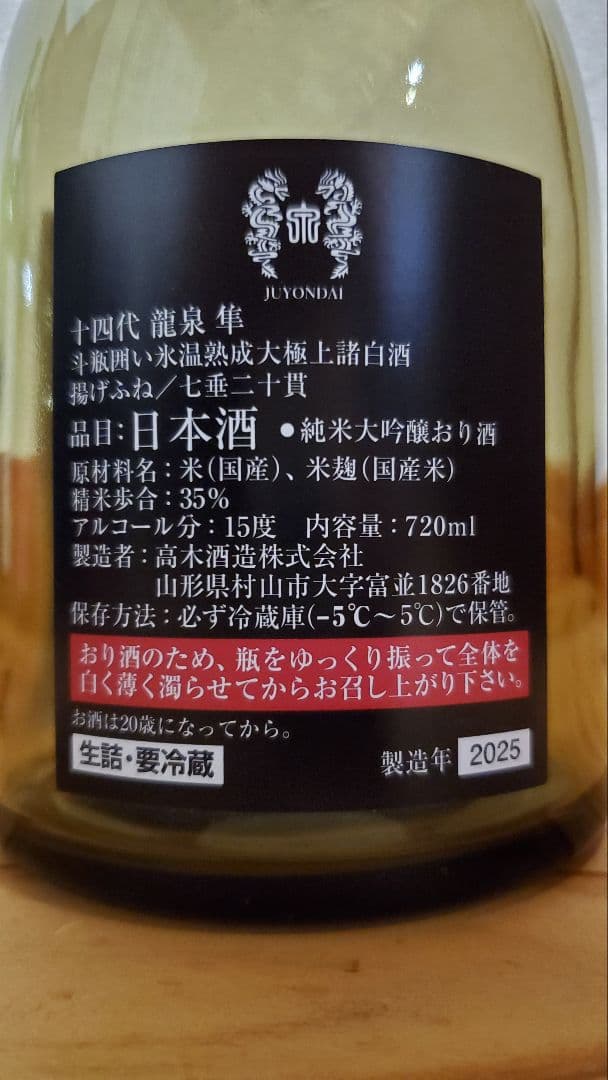 JUYONDAI
十四代 龍泉 隼
斗瓶囲い氷温熟成大極上諸白酒
揚げふね／七垂二十貫
品目：日本酒 ●純米大吟醸おり酒
原材料名：米(国産)、米麹(国産米)
精米歩合：35%
アルコール分：15度 内容量：720ml
製造者：高木酒造株式会社
山形県村山市大字富並1826番地
保存方法：必ず冷蔵庫(−5℃〜5℃)で保管。
おり酒のため、瓶をゆっくり振って全体を
白く薄く濁らせてからお召し上がり下さい。
お酒は20歳になってから。
生詰・要冷蔵 製造年 2025